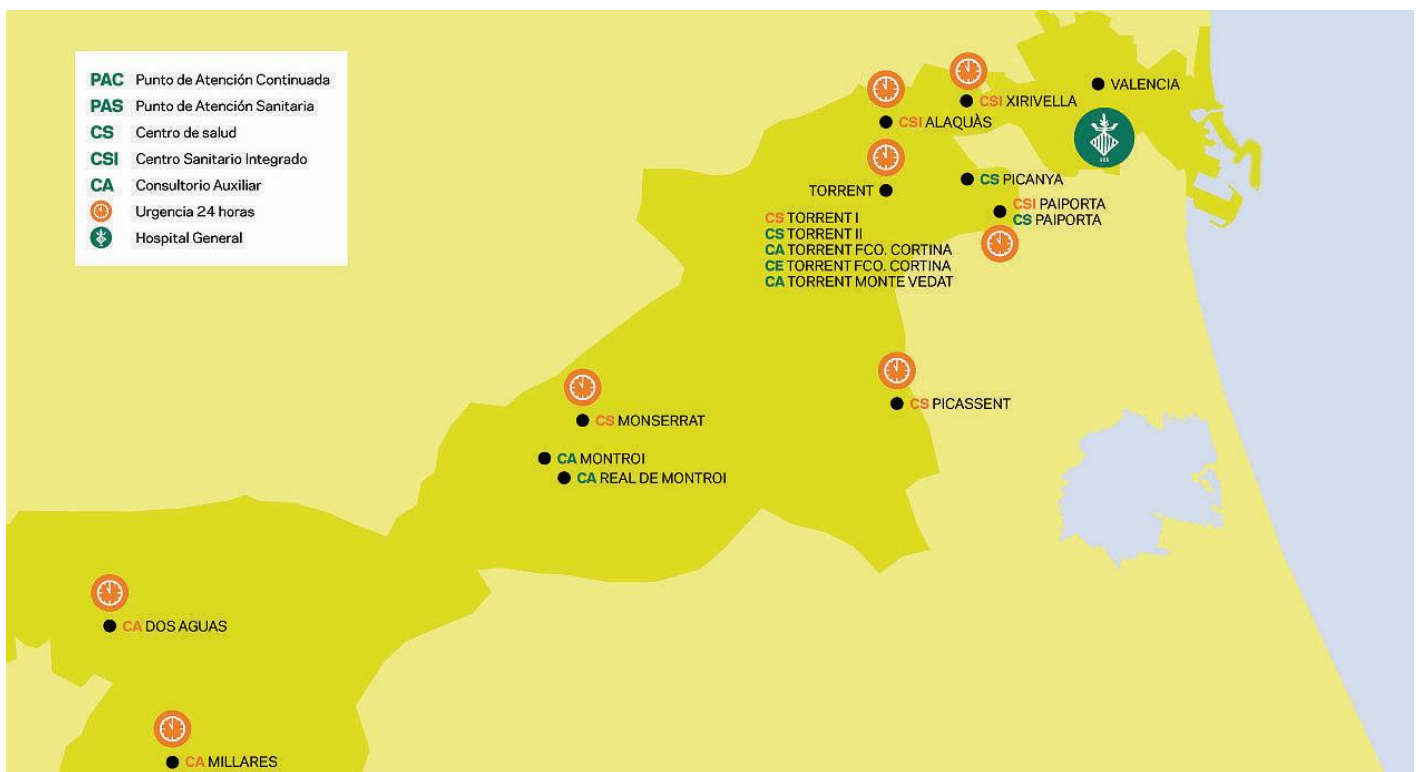 PAC Punto de Atención Continuada
PAS Punto de Atención Sanitaria
CS Centro de salud
CSI Centro Sanitario Integrado
CA Consultorio Auxiliar
Urgencia 24 horas
Hospital General
VALENCIA
CSI XIRIVELLA
CSI ALAQUÀS
CS PICANYA
TORRENT
CSI PAIPORTA
CS PAIPORTA
CS TORRENT I
CS TORRENT II
CA TORRENT FCO. CORTINA
CE TORRENT FCO. CORTINA
CA TORRENT MONTE VEDAT
CS PICASSENT
CS MONSERRAT
CA MONTROI
CA REAL DE MONTROI
CA DOS AGUAS
CA MILLARES